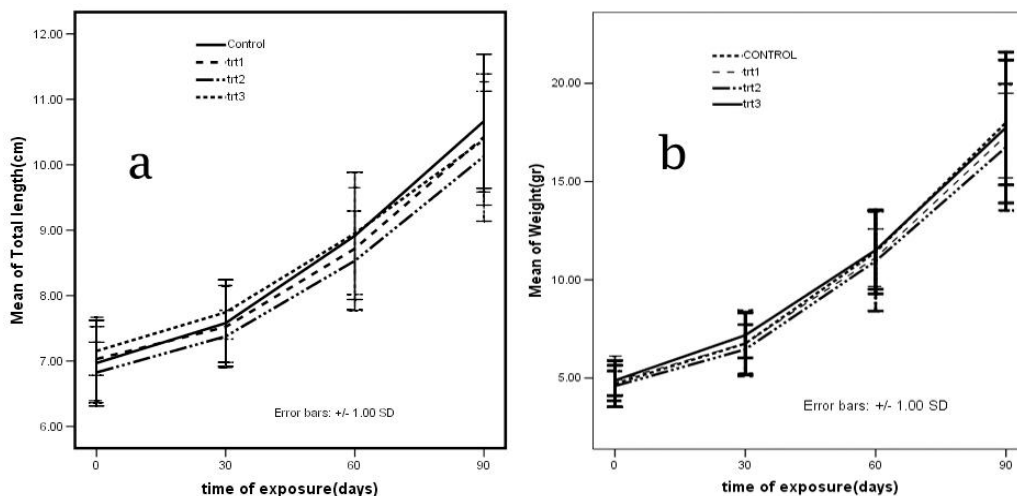 12.00
11.00
10.00
9.00
8.00
7.00
6.00
Mean of Total length(cm)
Control
trt1
trt2
trt3
a
Error bars: +/- 1.00 SD
0 30 60 90
time of exposure(days)
20.00
15.00
10.00
5.00
Mean of Weight(gr)
CONTROL
trt1
trt2
trt3
b
Error bars: +/- 1.00 SD
0 30 60 90
time of exposure(days)